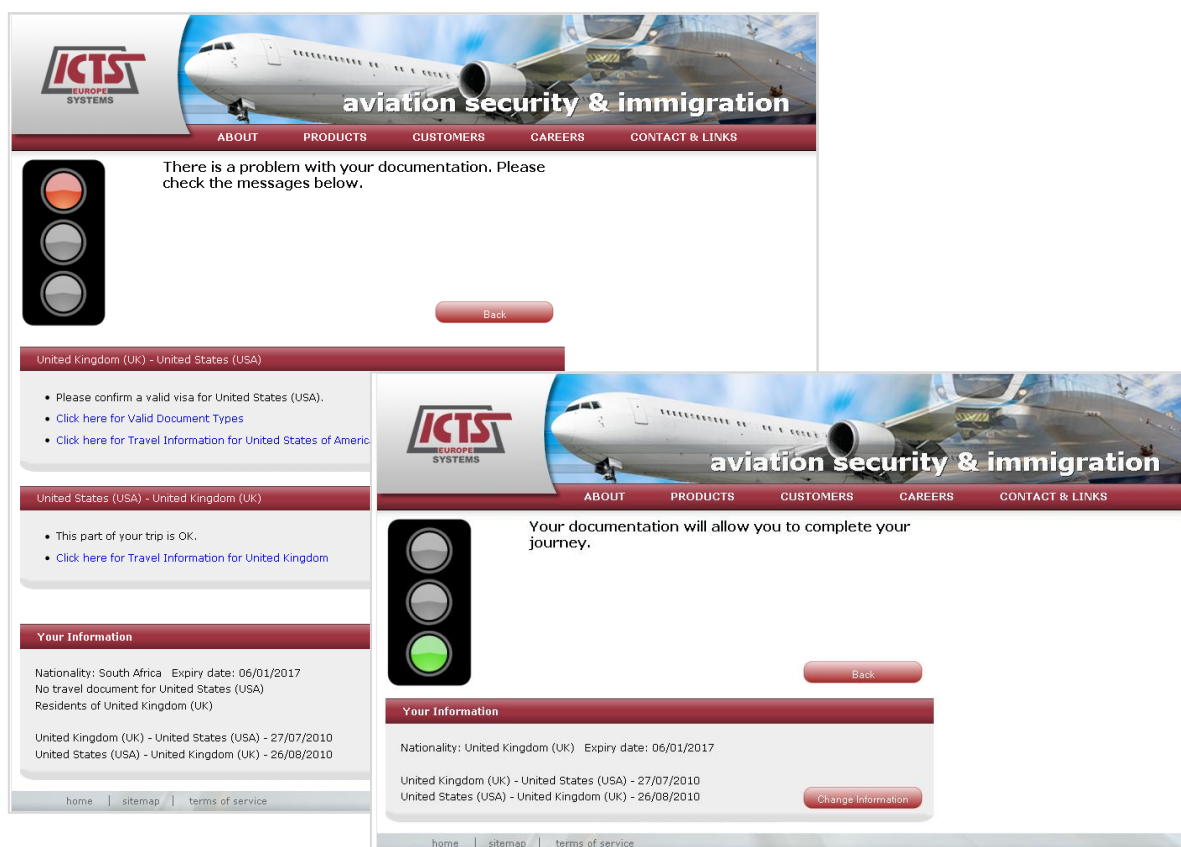 ICTS
EUROPE
SYSTEMS
aviation security & immigration
ABOUT PRODUCTS CUSTOMERS CAREERS CONTACT & LINKS
There is a problem with your documentation. Please
check the messages below.
Back
United Kingdom (UK) - United States (USA)
• Please confirm a valid visa for United States (USA).
• Click here for Valid Document Types
• Click here for Travel Information for United States of Americ
United States (USA) - United Kingdom (UK)
• This part of your trip is OK.
• Click here for Travel Information for United Kingdom
Your Information
Nationality: South Africa Expiry date: 06/01/2017
No travel document for United States (USA)
Residents of United Kingdom (UK)
United Kingdom (UK) - United States (USA) - 27/07/2010
United States (USA) - United Kingdom (UK) - 26/08/2010
home | sitemap | terms of service
ICTS
EUROPE
SYSTEMS
aviation security & immigration
ABOUT PRODUCTS CUSTOMERS CAREERS CONTACT & LINKS
Your documentation will allow you to complete your
journey.
Back
Your Information
Nationality: United Kingdom (UK) Expiry date: 06/01/2017
United Kingdom (UK) - United States (USA) - 27/07/2010
United States (USA) - United Kingdom (UK) - 26/08/2010
Change Information
home | sitemap | terms of service